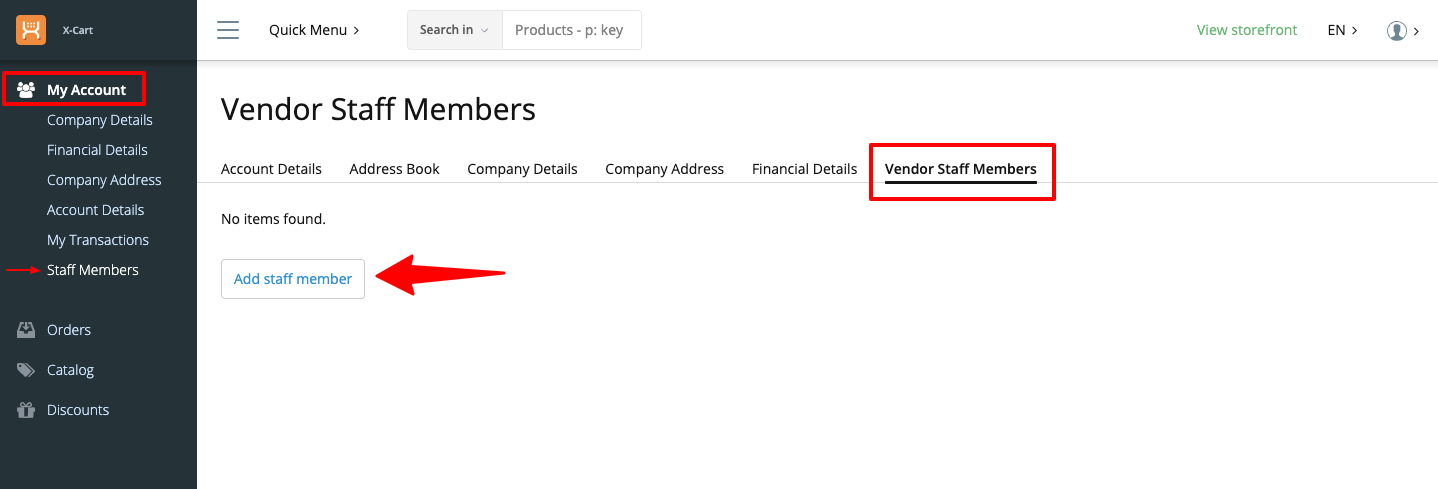 X-Cart
Quick Menu
Search in
Products - p: key
View storefront
EN
My Account
Company Details
Financial Details
Company Address
Account Details
My Transactions
Staff Members
Orders
Catalog
Discounts
Vendor Staff Members
Account Details Address Book Company Details Company Address Financial Details Vendor Staff Members
No items found.
Add staff member